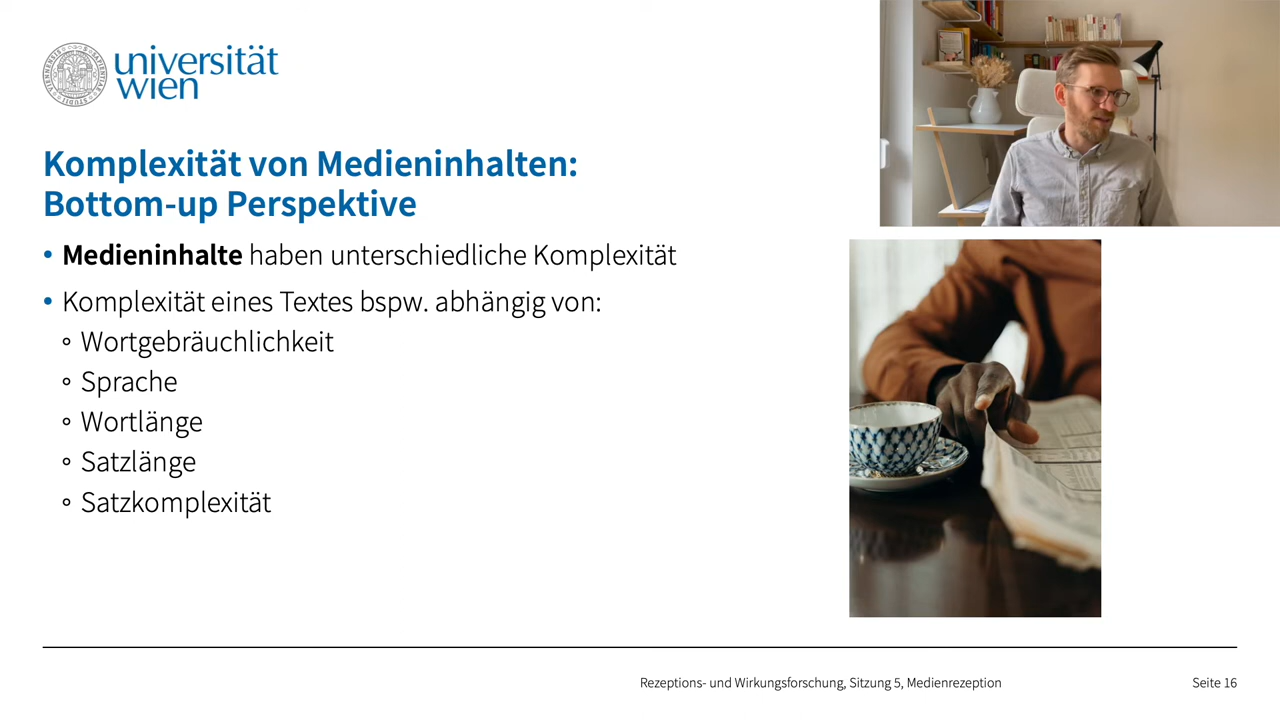 universität
wien
Komplexität von Medieninhalten:
Bottom-up Perspektive
• Medieninhalte haben unterschiedliche Komplexität
• Komplexität eines Textes bspw. abhängig von:
◦ Wortgebräuchlichkeit
◦ Sprache
◦ Wortlänge
◦ Satzlänge
◦ Satzkomplexität
Rezeptions- und Wirkungsforschung, Sitzung 5, Medienrezeption
Seite 16